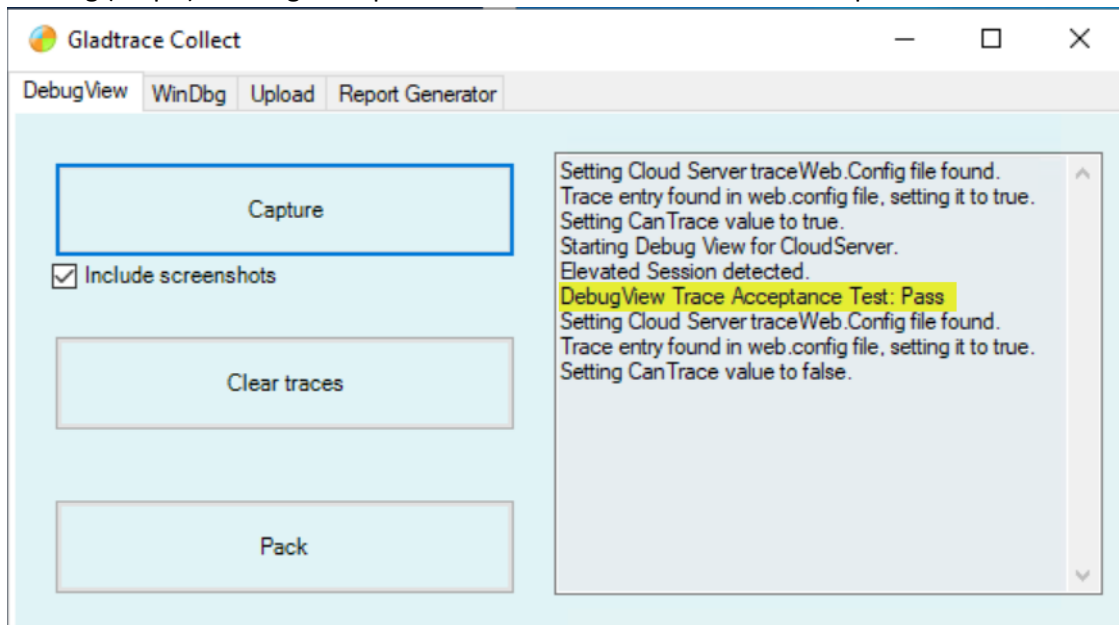 Gladtrace Collect
DebugView WinDbg Upload Report Generator
Capture
Include screenshots
Clear traces
Pack
Setting Cloud Server traceWeb.Config file found.
Trace entry found in web.config file, setting it to true.
Setting CanTrace value to true.
Starting Debug View for CloudServer.
Elevated Session detected.
DebugView Trace Acceptance Test: Pass
Setting Cloud Server traceWeb.Config file found.
Trace entry found in web.config file, setting it to true.
Setting CanTrace value to false.